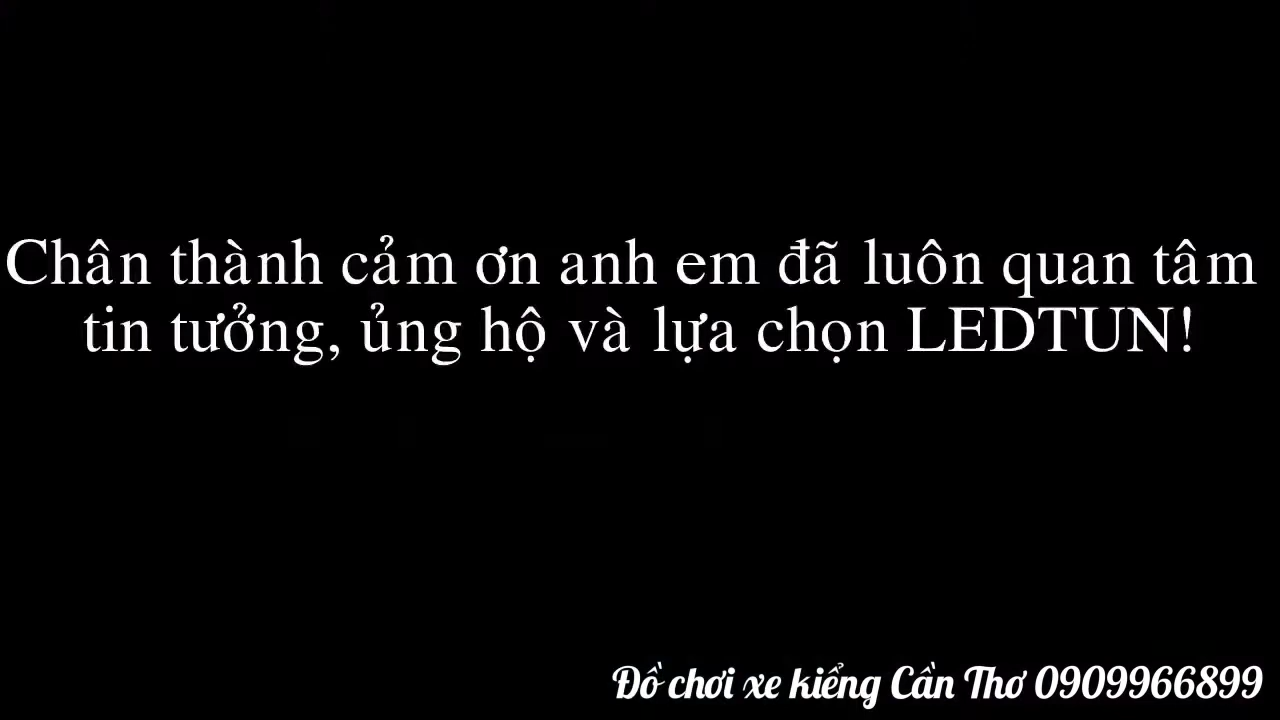 Chân thành cảm ơn anh em đã luôn quan tâm
tin tưởng, ủng hộ và lựa chọn LEDTUN!
Đồ chơi xe kiểng Cần Thơ 0909966899